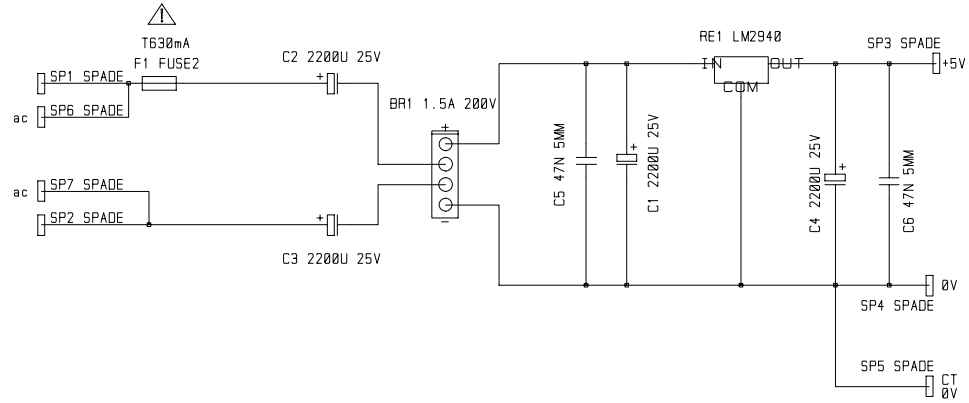 T630mA
F1 FUSE2
C2 2200U 25V
RE1 LM2940
SP3 SPADE
SP1 SPADE
+
IN
OUT
+5V
COM
ac
SP6 SPADE
BR1 1.5A 200V
+
C5 47N 5MM
+
C1 2200U 25V
+
C4 2200U 25V
C6 47N 5MM
ac
SP7 SPADE
SP2 SPADE
+
-
C3 2200U 25V
0V
SP4 SPADE
SP5 SPADE
CT
0V